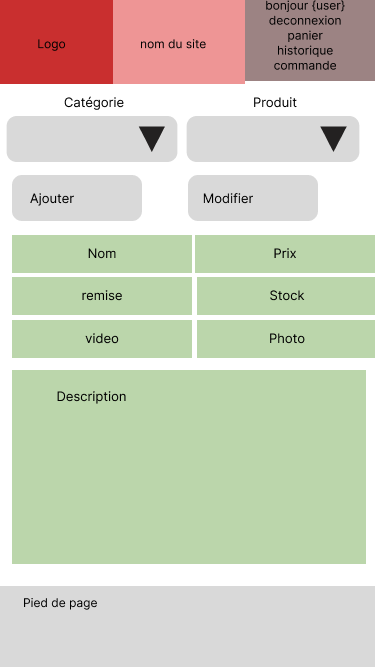 Logo
nom du site
bonjour {user}
deconnexion
panier
historique
commande
Catégorie
Produit
Ajouter
Modifier
Nom
Prix
remise
Stock
video
Photo
Description
Pied de page